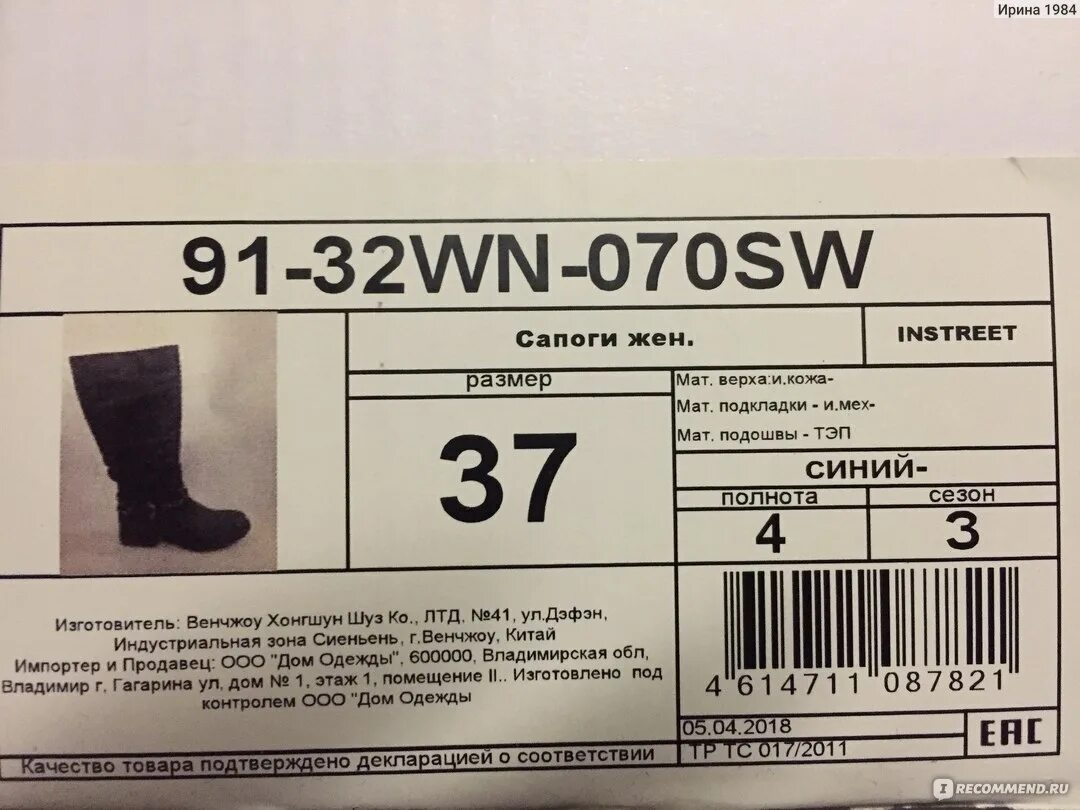 Ирина 1984
91-32WN-070SW
Сапоги жен.
INSTREET
размер
37
Мат. верха:и.кожа-
Мат. подкладки - и.мех-
Мат. подошвы - ТЭП
СИНИЙ-
полнота
сезон
4
3
Изготовитель: Венчжоу Хонгшун Шуз Ко., ЛТД, №41, ул.Дэфэн,
Индустриальная зона Сиеньень, г.Венчжоу, Китай
Импортер и Продавец: ООО "Дом Одежды", 600000, Владимирская обл,
Владимир г, Гагарина ул, дом № 1, этаж 1, помещение II.. Изготовлено под
контролем ООО "Дом Одежды
4 614711 087821
05.04.2018
ТР ТС 017/2011
EAC
Качество товара подтверждено декларацией о соответствии
IRECOMMEND.RU